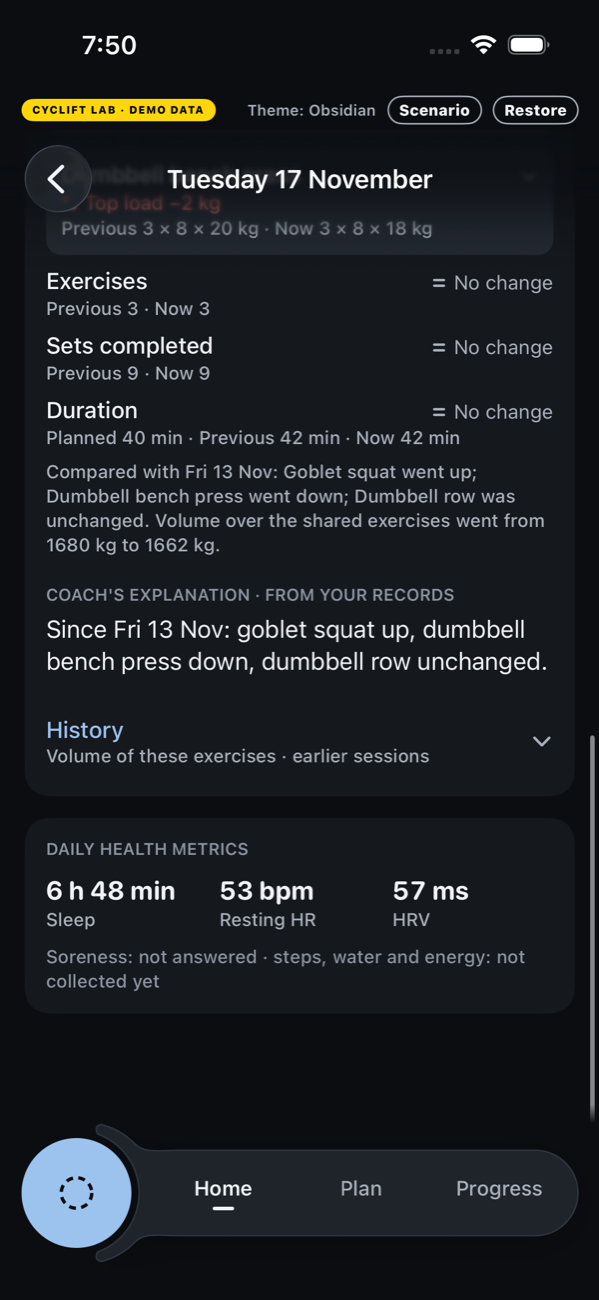 7:50
CYCLIFT LAB · DEMO DATA
Theme: Obsidian
Scenario
Restore
Tuesday 17 November
Top load −2 kg
Previous 3 × 8 × 20 kg · Now 3 × 8 × 18 kg
Exercises
= No change
Previous 3 · Now 3
Sets completed
= No change
Previous 9 · Now 9
Duration
= No change
Planned 40 min · Previous 42 min · Now 42 min
Compared with Fri 13 Nov: Goblet squat went up;
Dumbbell bench press went down; Dumbbell row was
unchanged. Volume over the shared exercises went from
1680 kg to 1662 kg.
COACH'S EXPLANATION · FROM YOUR RECORDS
Since Fri 13 Nov: goblet squat up, dumbbell
bench press down, dumbbell row unchanged.
History
Volume of these exercises · earlier sessions
DAILY HEALTH METRICS
6 h 48 min
Sleep
53 bpm
Resting HR
57 ms
HRV
Soreness: not answered · steps, water and energy: not
collected yet
Home
Plan
Progress